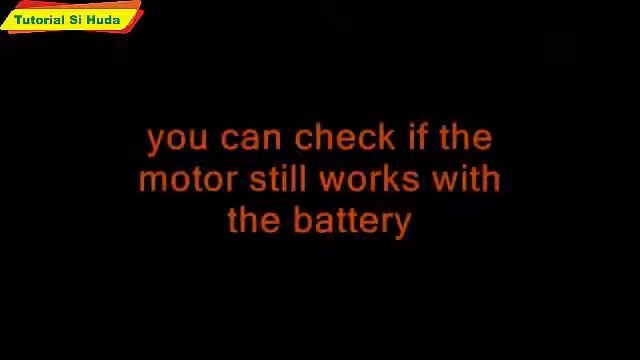 Tutorial Si Huda
you can check if the
motor still works with
the battery